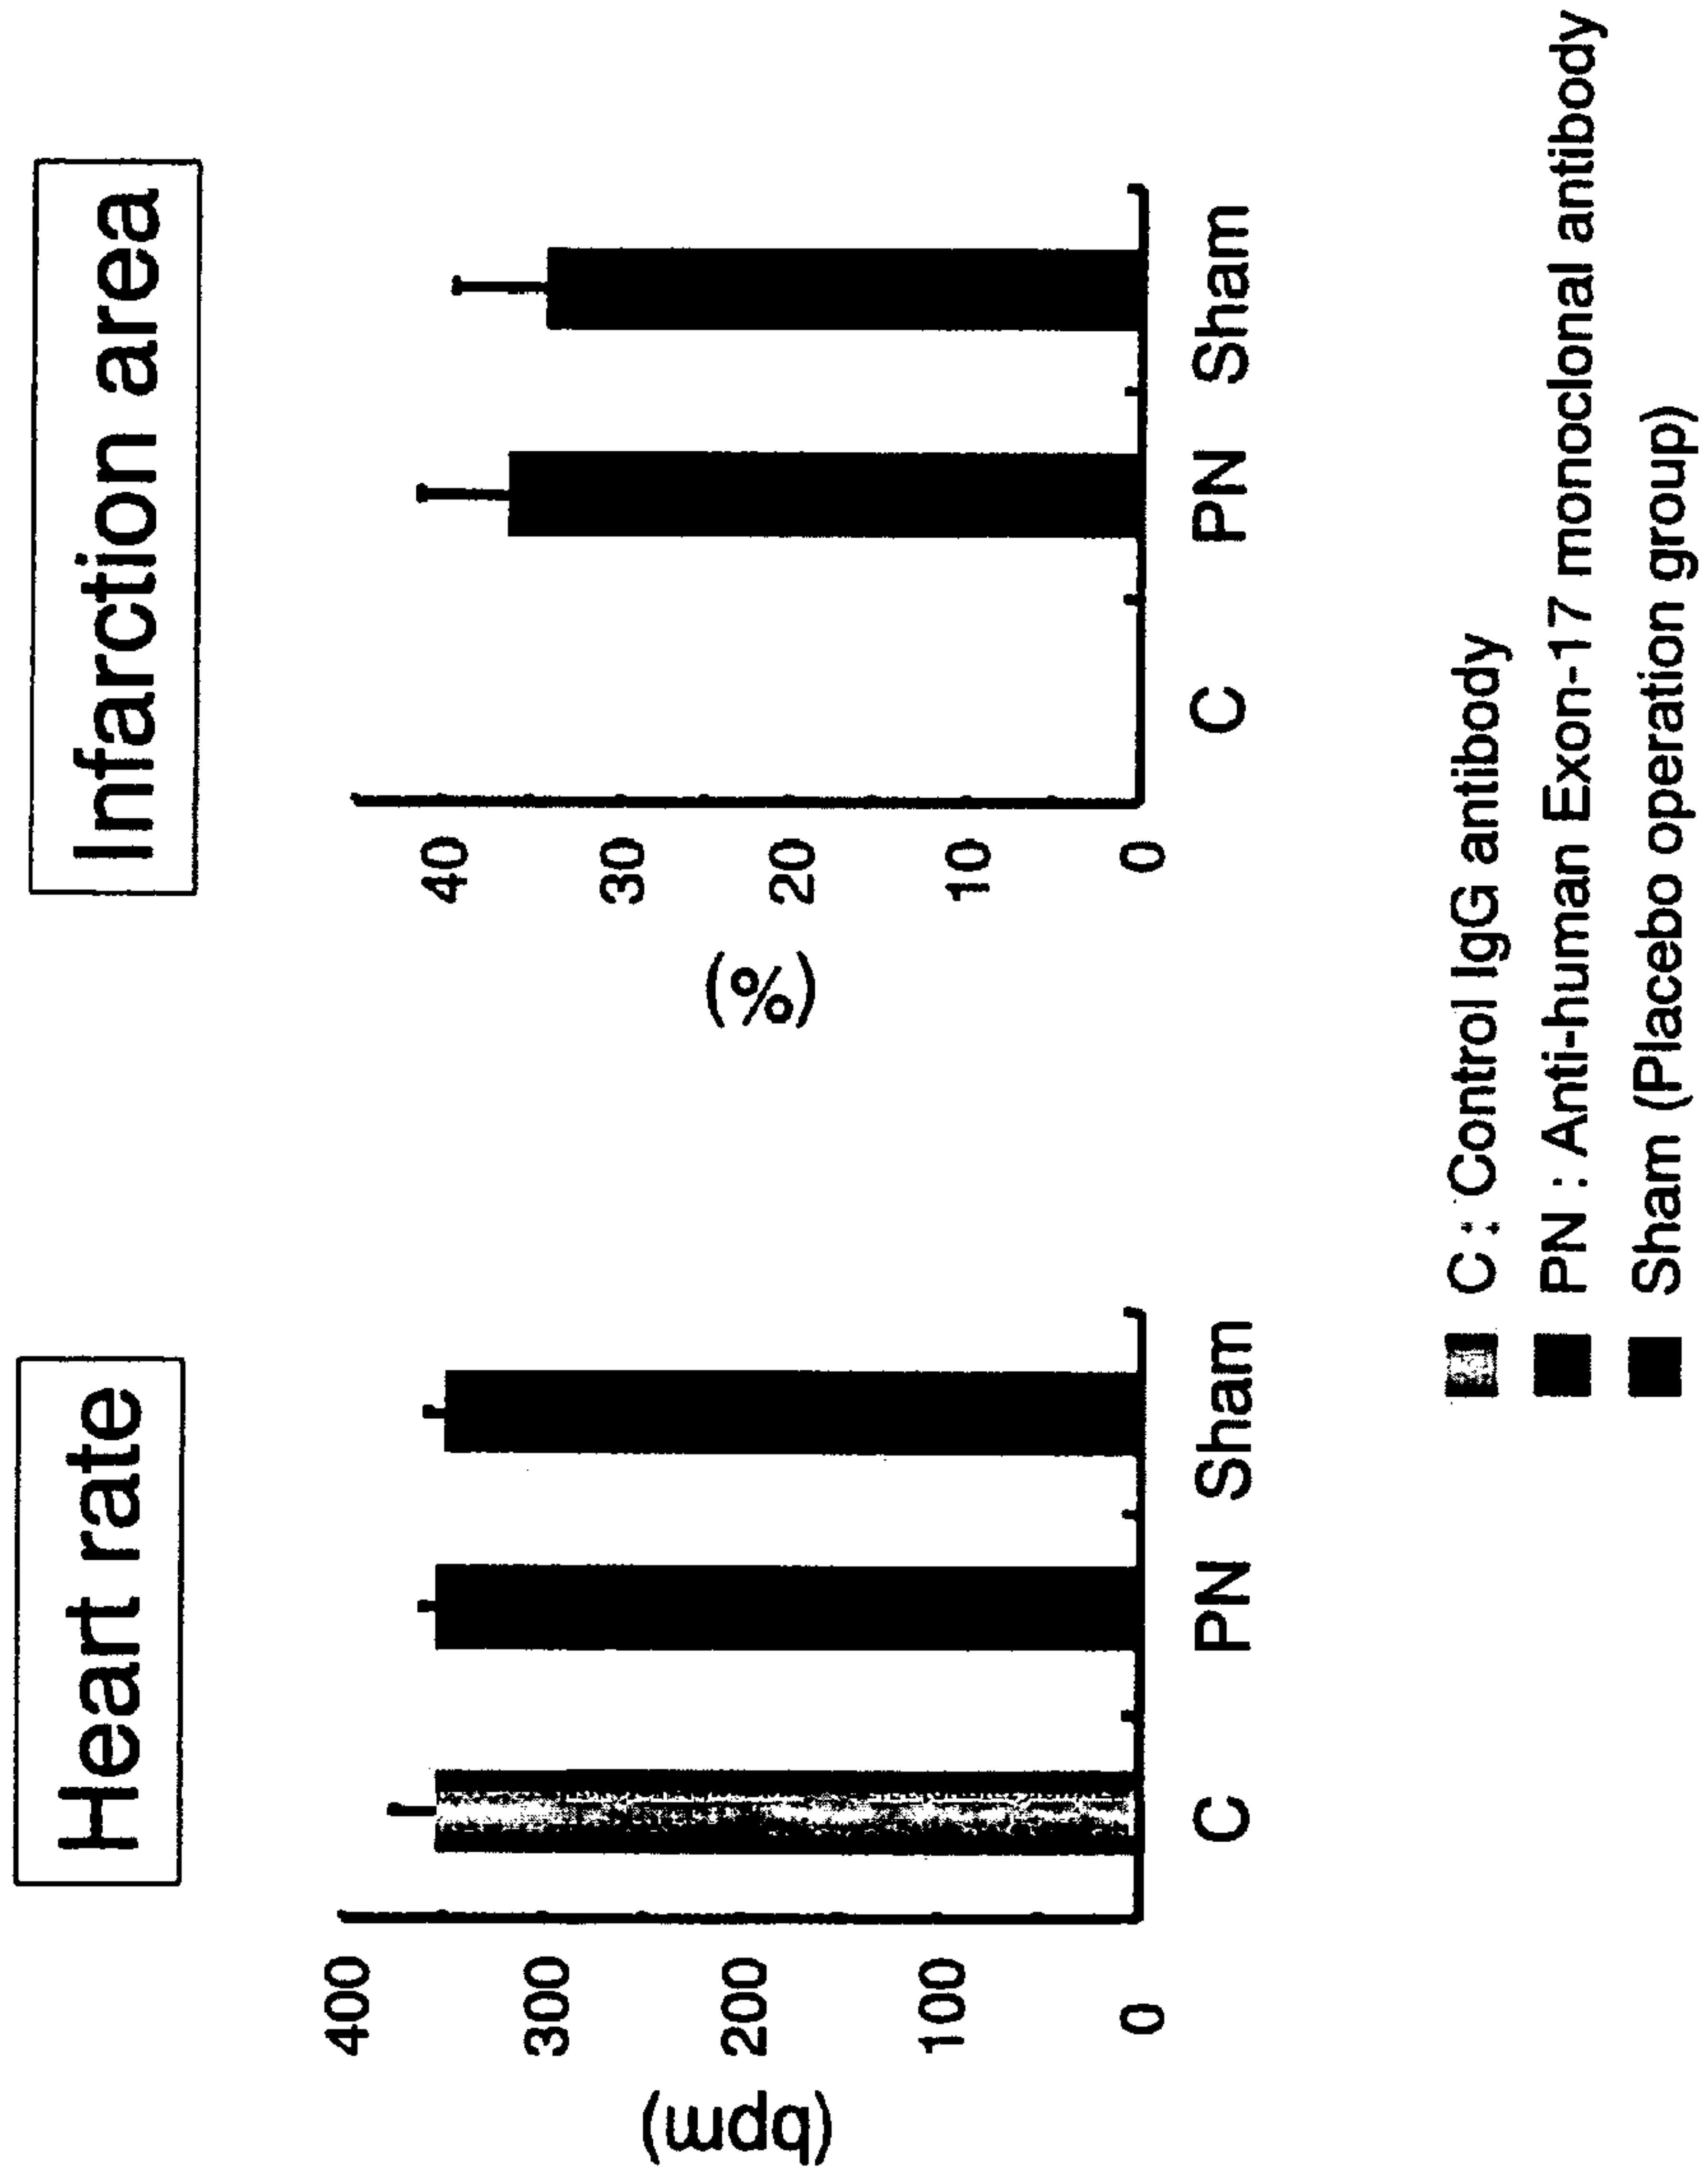 Heart rate
(bpm)
400
300
200
100
0
C PN Sham
Infarction area
(%)
40
30
20
10
0
C PN Sham
C : Control IgG antibody
PN : Anti-human Exon-17 monoclonal antibody
Sham (Placebo operation group)